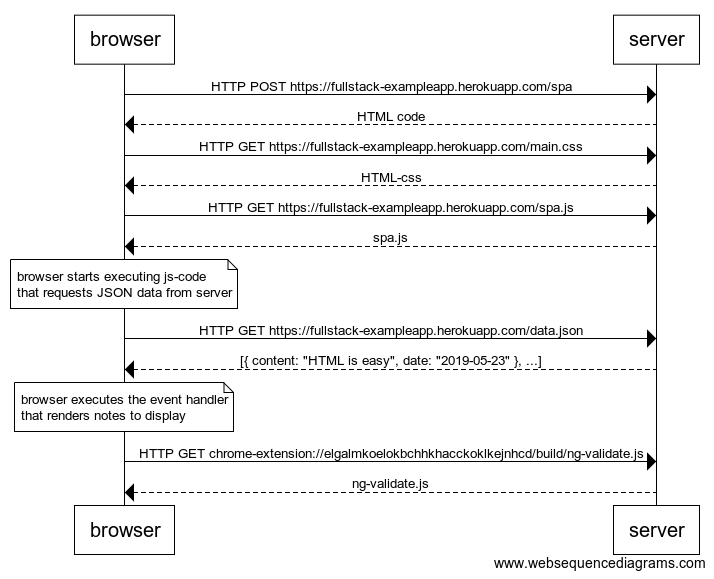 browser
server
HTTP POST https://fullstack-exampleapp.herokuapp.com/spa
HTML code
HTTP GET https://fullstack-exampleapp.herokuapp.com/main.css
HTML-css
HTTP GET https://fullstack-exampleapp.herokuapp.com/spa.js
spa.js
browser starts executing js-code
that requests JSON data from server
HTTP GET https://fullstack-exampleapp.herokuapp.com/data.json
[{ content: "HTML is easy", date: "2019-05-23" }, ...]
browser executes the event handler
that renders notes to display
HTTP GET chrome-extension://elgalmkoelokbchhkhacckoklkejnhcd/build/ng-validate.js
ng-validate.js
browser
server
www.websequencediagrams.com